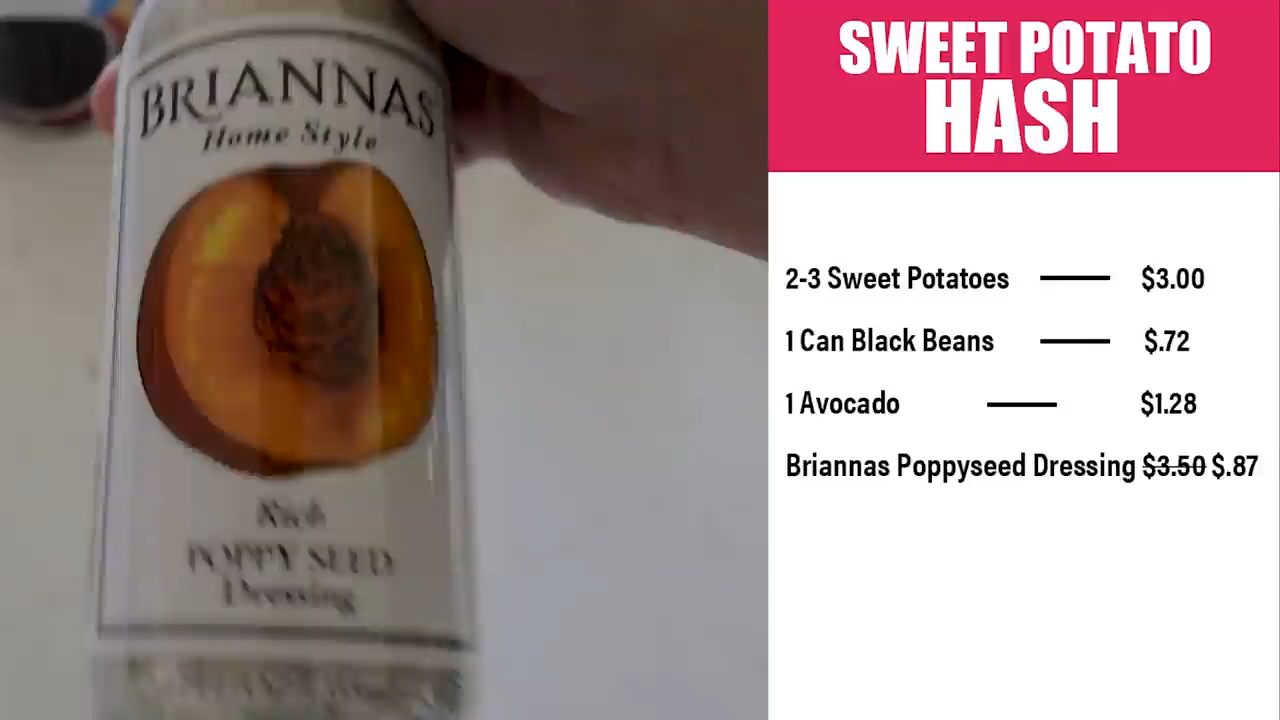 BRIANNAS
Home Style
Rich
POPPY SEED
Dressing
SWEET POTATO
HASH
2-3 Sweet Potatoes $3.00
1 Can Black Beans $.72
1 Avocado $1.28
Briannas Poppyseed Dressing $3.50 $.87